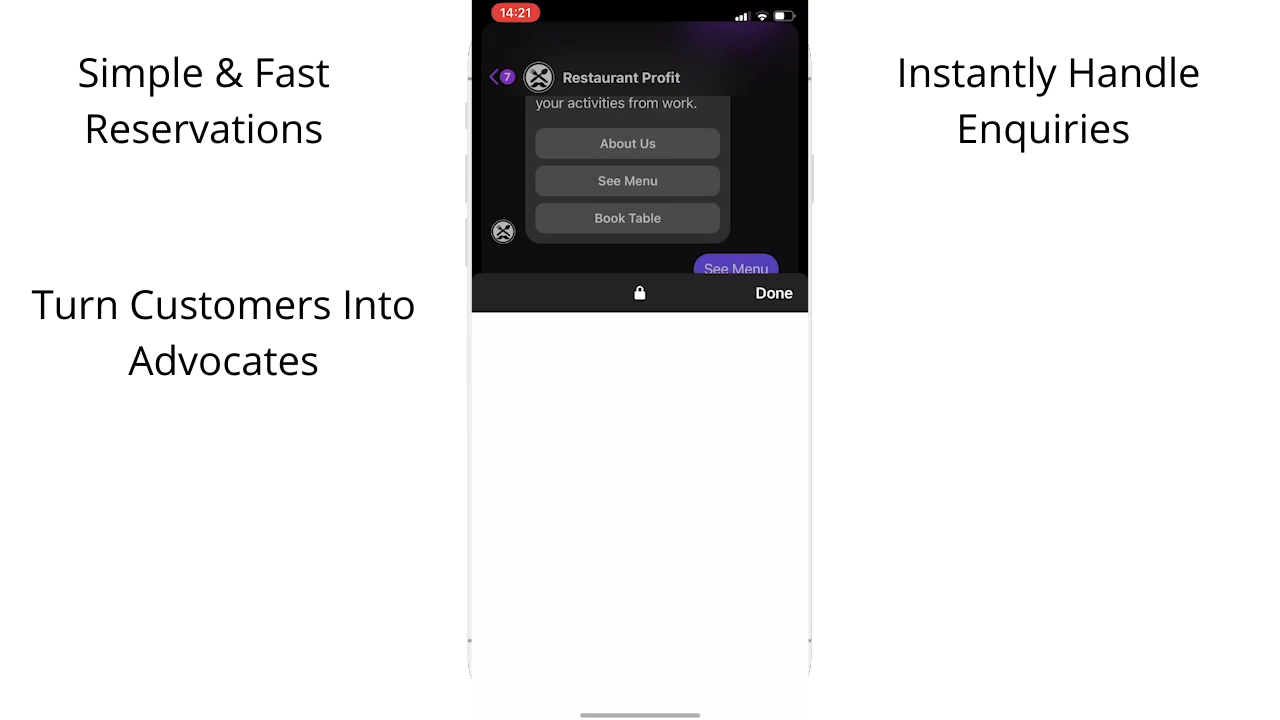 Simple & Fast
Reservations
Turn Customers Into
Advocates
14:21
7
Restaurant Profit
your activities from work.
About Us
See Menu
Book Table
See Menu
Done
Instantly Handle
Enquiries